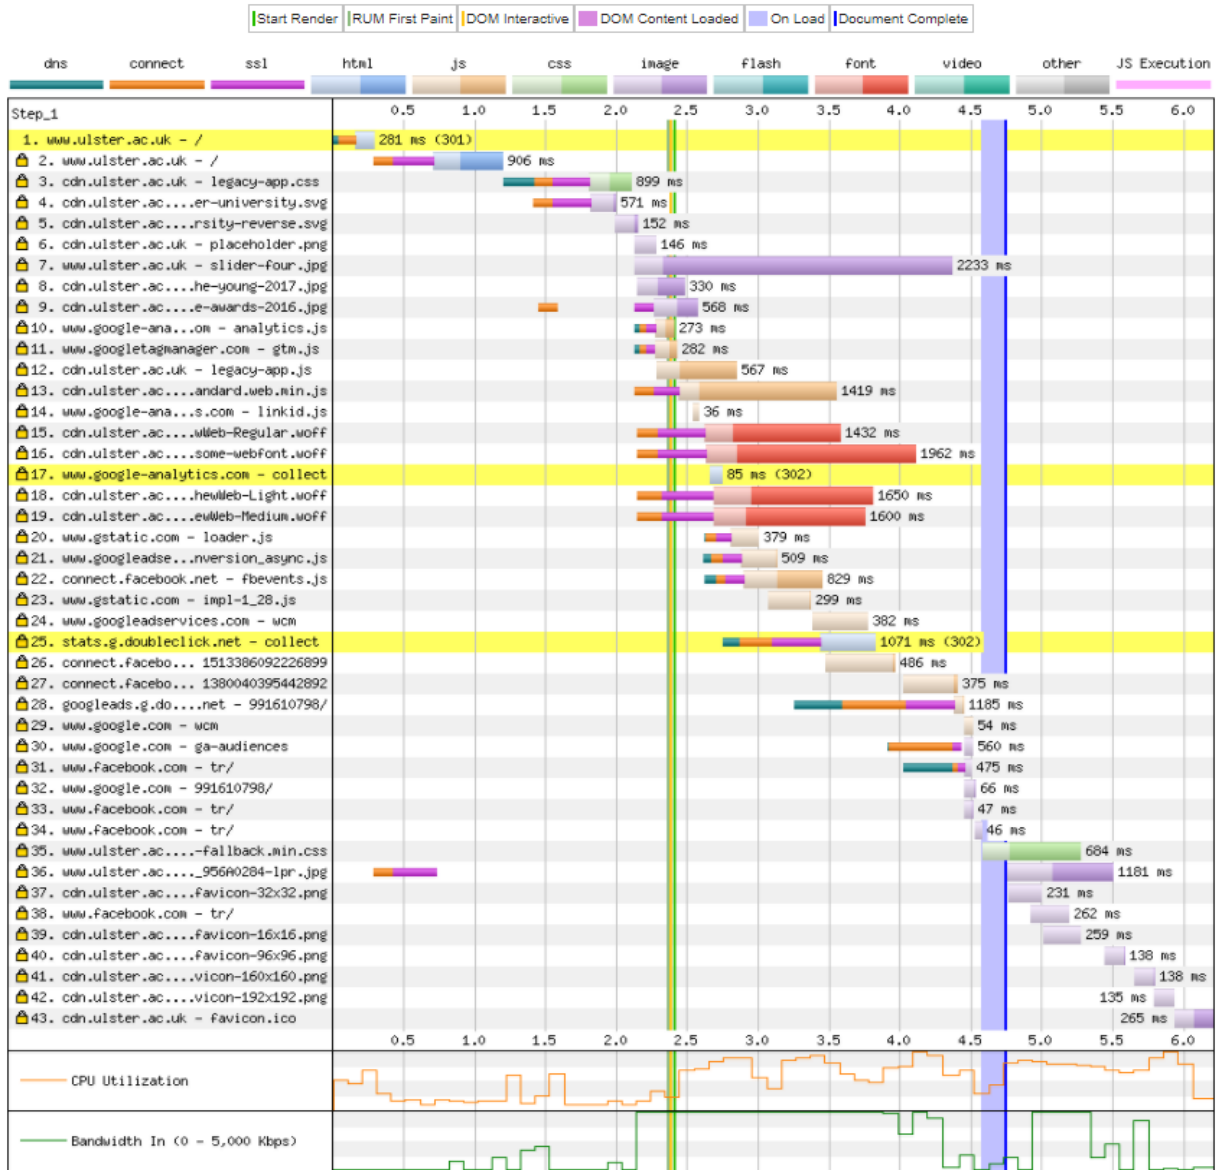 Start Render RUM First Paint DOM Interactive DOM Content Loaded On Load Document Complete
dns connect ssl html js css image flash font video other JS Execution
Step_1 0.5 1.0 1.5 2.0 2.5 3.0 3.5 4.0 4.5 5.0 5.5 6.0
1. www.ulster.ac.uk - / 281 ms (301)
2. www.ulster.ac.uk - / 906 ms
3. cdn.ulster.ac.uk - legacy-app.css 899 ms
4. cdn.ulster.ac....er-university.svg 571 ms
5. cdn.ulster.ac....rsity-reverse.svg 152 ms
6. cdn.ulster.ac.uk - placeholder.png 146 ms
7. www.ulster.ac.uk - slider-four.jpg 2233 ms
8. cdn.ulster.ac....he-young-2017.jpg 330 ms
9. cdn.ulster.ac....e-awards-2016.jpg 568 ms
10. www.google-ana...om - analytics.js 273 ms
11. www.googletagmanager.com - gtm.js 282 ms
12. cdn.ulster.ac.uk - legacy-app.js 567 ms
13. cdn.ulster.ac....andard.web.min.js 1419 ms
14. www.google-ana...s.com - linkid.js 36 ms
15. cdn.ulster.ac....wWeb-Regular.woff 1432 ms
16. cdn.ulster.ac....some-webfont.woff 1962 ms
17. www.google-analytics.com - collect 85 ms (302)
18. cdn.ulster.ac....hewWeb-Light.woff 1650 ms
19. cdn.ulster.ac....ewWeb-Medium.woff 1600 ms
20. www.gstatic.com - loader.js 379 ms
21. www.googleadse...nversion_async.js 509 ms
22. connect.facebook.net - fbevents.js 829 ms
23. www.gstatic.com - impl-1_28.js 299 ms
24. www.googleadservices.com - wcm 382 ms
25. stats.g.doubleclick.net - collect 1071 ms (302)
26. connect.facebo... 1513386092226899 486 ms
27. connect.facebo... 1380040395442892 375 ms
28. googleads.g.do....net - 991610798/ 1185 ms
29. www.google.com - wcm 54 ms
30. www.google.com - ga-audiences 560 ms
31. www.facebook.com - tr/ 475 ms
32. www.google.com - 991610798/ 66 ms
33. www.facebook.com - tr/ 47 ms
34. www.facebook.com - tr/ 46 ms
35. www.ulster.ac....-fallback.min.css 684 ms
36. www.ulster.ac...._956A0284-lpr.jpg 1181 ms
37. cdn.ulster.ac....favicon-32x32.png 231 ms
38. www.facebook.com - tr/ 262 ms
39. cdn.ulster.ac....favicon-16x16.png 259 ms
40. cdn.ulster.ac....favicon-96x96.png 138 ms
41. cdn.ulster.ac....vicon-160x160.png 138 ms
42. cdn.ulster.ac....vicon-192x192.png 135 ms
43. cdn.ulster.ac.uk - favicon.ico 265 ms
0.5 1.0 1.5 2.0 2.5 3.0 3.5 4.0 4.5 5.0 5.5 6.0
CPU Utilization
Bandwidth In (0 - 5,000 Kbps)